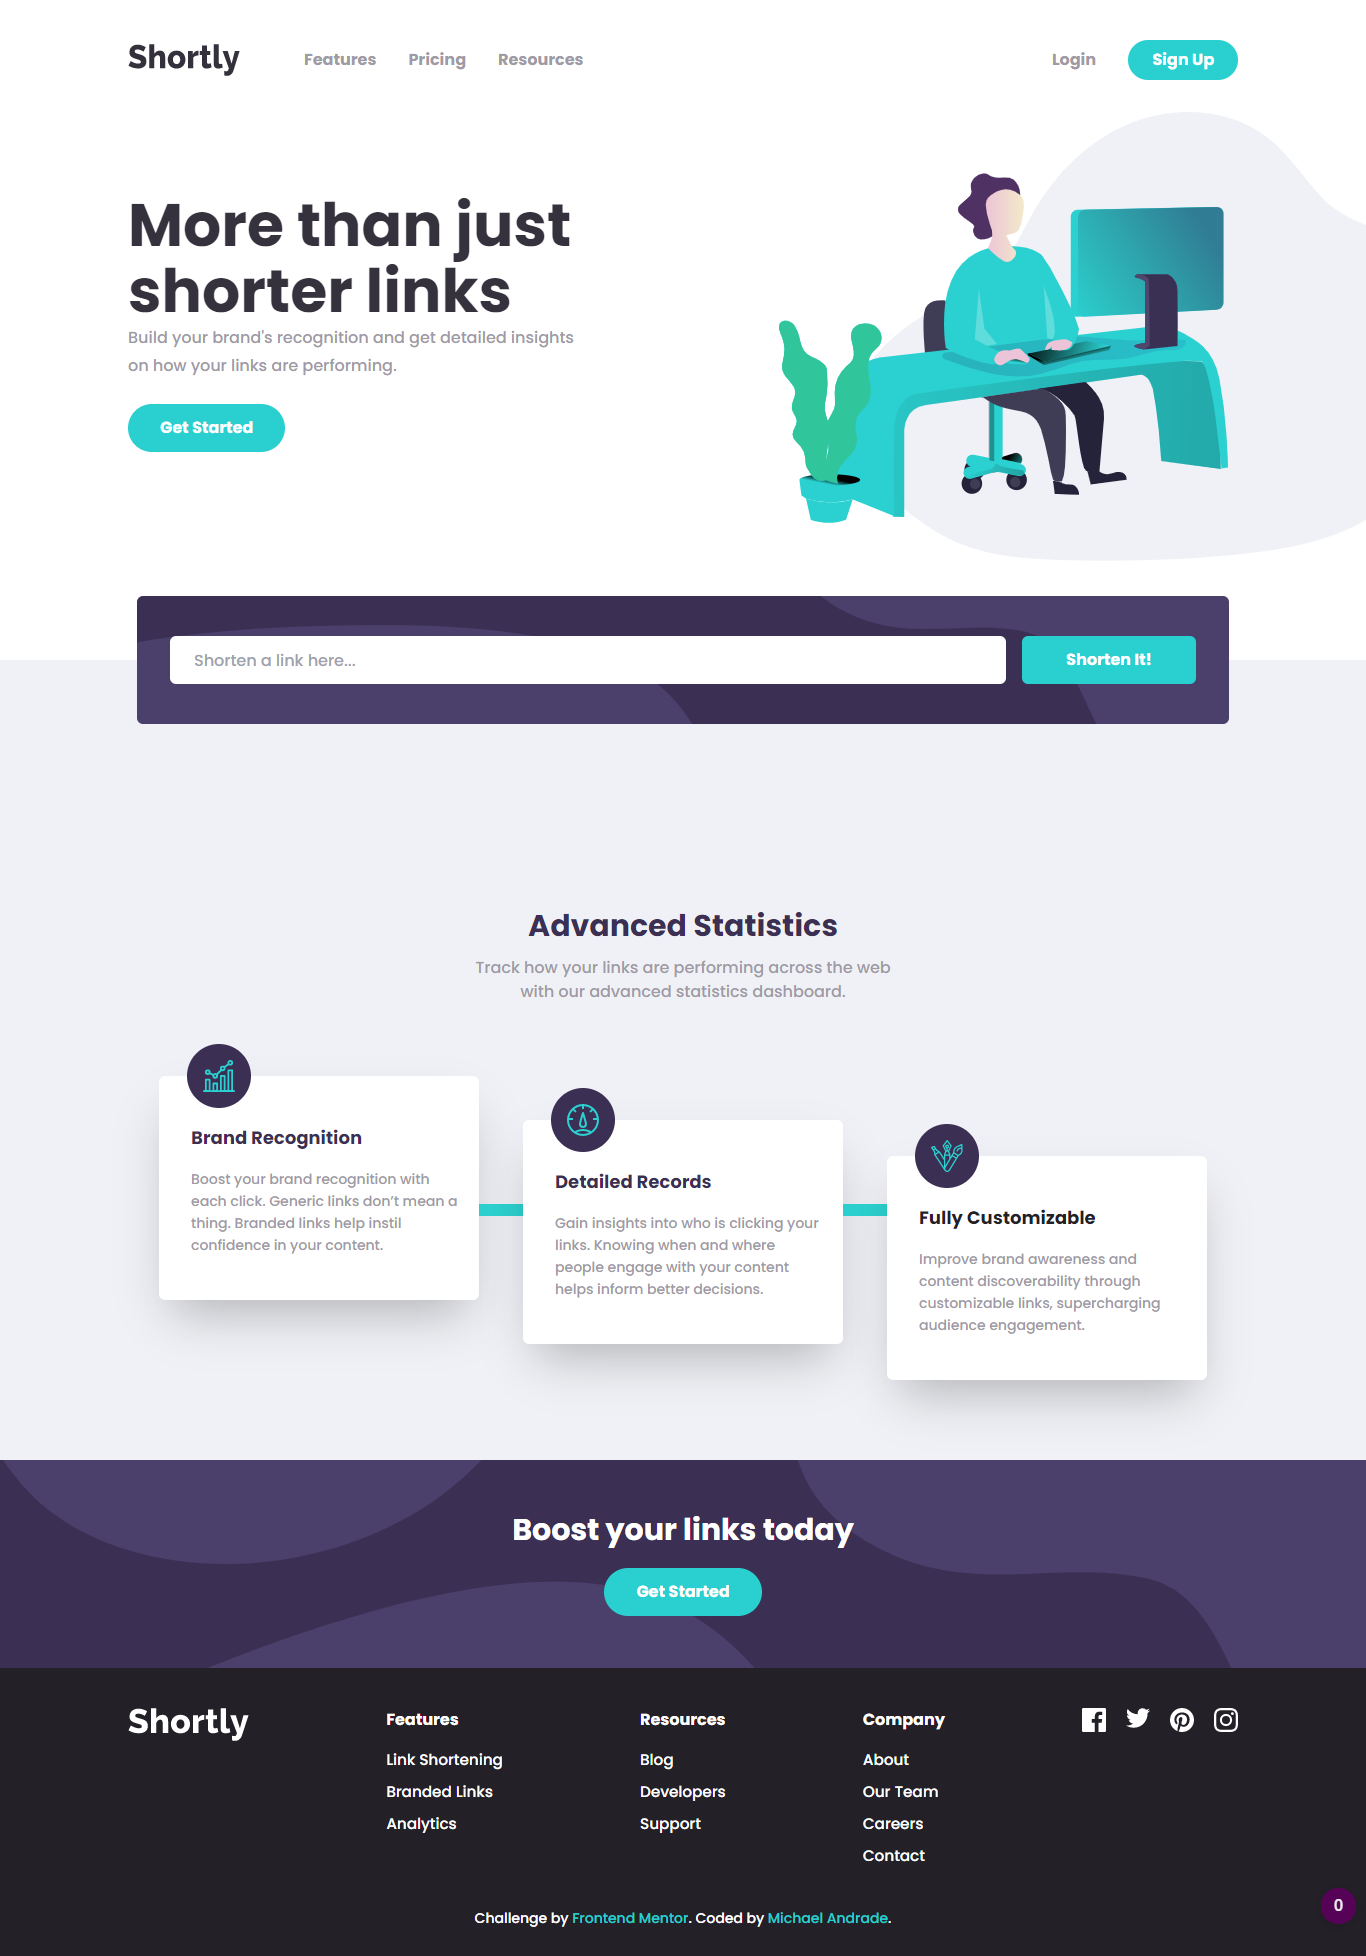 Shortly
Features
Pricing
Resources
Login
Sign Up
More than just
shorter links
Build your brand's recognition and get detailed insights
on how your links are performing.
Get Started
Shorten a link here...
Shorten It!
Advanced Statistics
Track how your links are performing across the web
with our advanced statistics dashboard.
Brand Recognition
Boost your brand recognition with
each click. Generic links don’t mean a
thing. Branded links help instil
confidence in your content.
Detailed Records
Gain insights into who is clicking your
links. Knowing when and where
people engage with your content
helps inform better decisions.
Fully Customizable
Improve brand awareness and
content discoverability through
customizable links, supercharging
audience engagement.
Boost your links today
Get Started
Shortly
Features
Link Shortening
Branded Links
Analytics
Resources
Blog
Developers
Support
Company
About
Our Team
Careers
Contact
Challenge by Frontend Mentor. Coded by Michael Andrade.
0